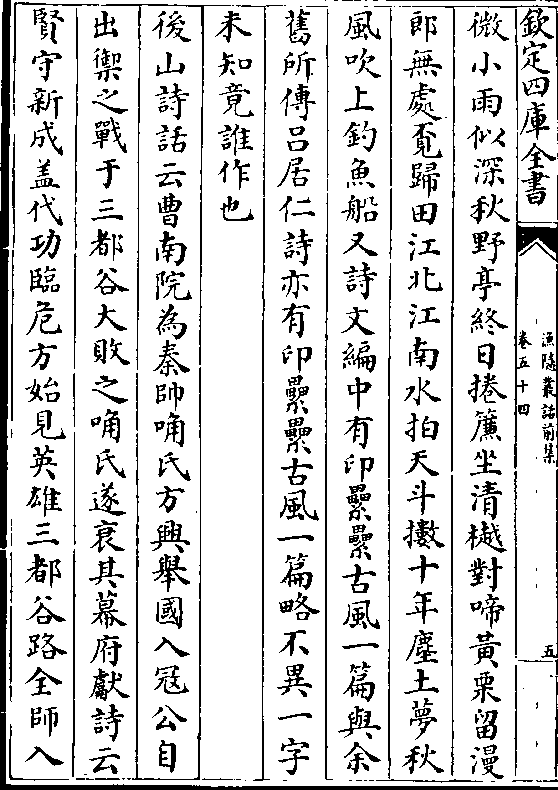 欽定四庫全書
漁隱叢話前集
卷五十四
五
微小雨似深秋野亭終日捲簾坐清樾對啼黃栗留漫
郎無處覔歸田江北江南水拍天斗擻十年塵土夢秋
風吹上釣魚船又詩文編中有印纍纍古風一篇與余
舊所傳吕居仁詩亦有印纍纍古風一篇略不異一字
未知竟誰作也
後山詩話云曹南院為秦帥唃氏方興舉國入冦公自
出禦之戰于三都谷大敗之唃氏遂衰其幕府獻詩云
賢守新成盖代功臨危方始見英雄三都谷路全師入